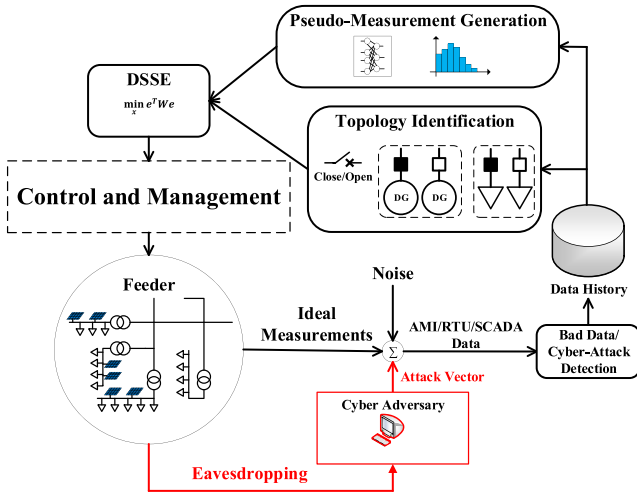 Pseudo-Measurement Generation
DSSE
min e^T We
x
Topology Identification
Close/Open
DG
DG
Control and Management
Data History
Feeder
Noise
Ideal
Measurements
AMI/RTU/SCADA
Data
Σ
Bad Data/
Cyber-Attack
Detection
Attack Vector
Cyber Adversary
Eavesdropping